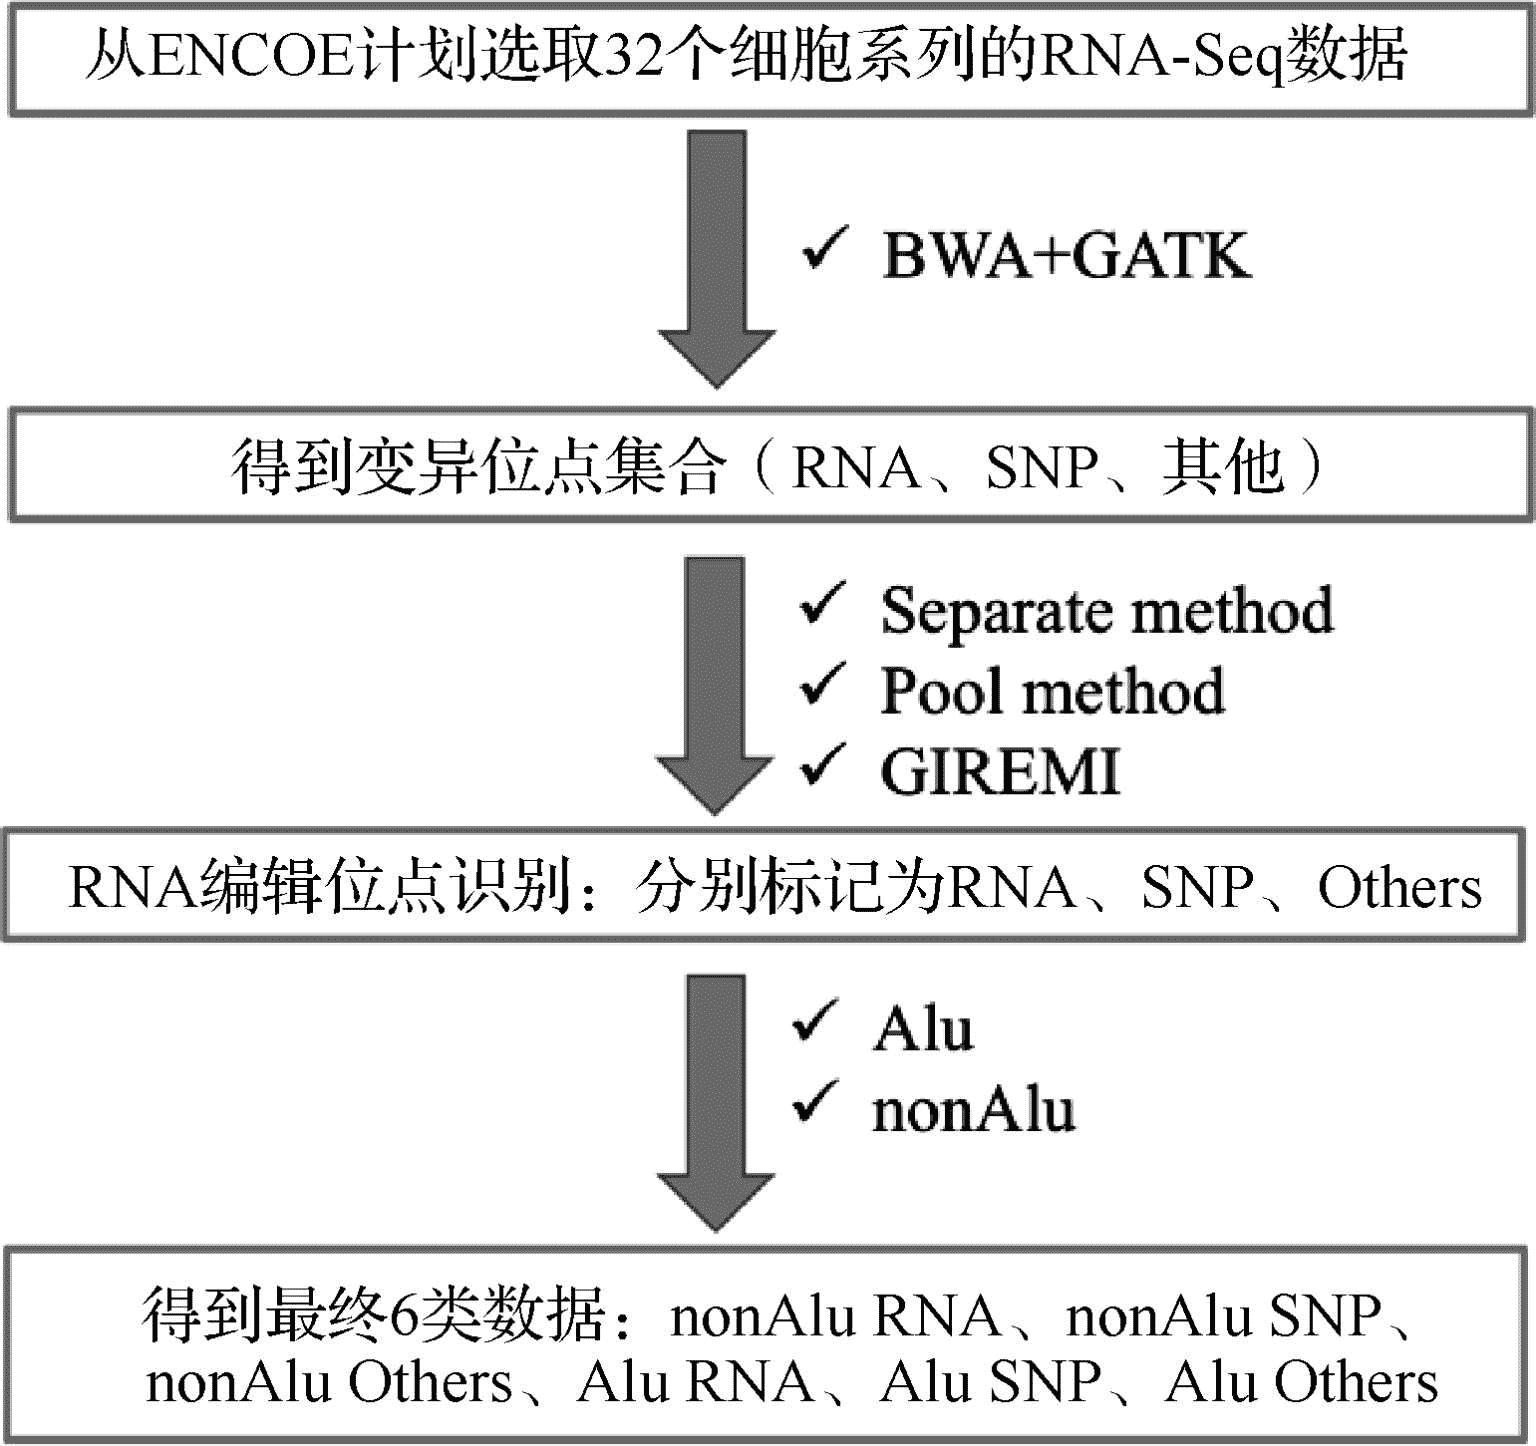 从ENCOE计划选取32个细胞系列的RNA-Seq数据
✓ BWA+GATK
得到变异位点集合（RNA、SNP、其他）
✓ Separate method
✓ Pool method
✓ GIREMI
RNA编辑位点识别：分别标记为RNA、SNP、Others
✓ Alu
✓ nonAlu
得到最终6类数据：nonAlu RNA、nonAlu SNP、
nonAlu Others、Alu RNA、Alu SNP、Alu Others